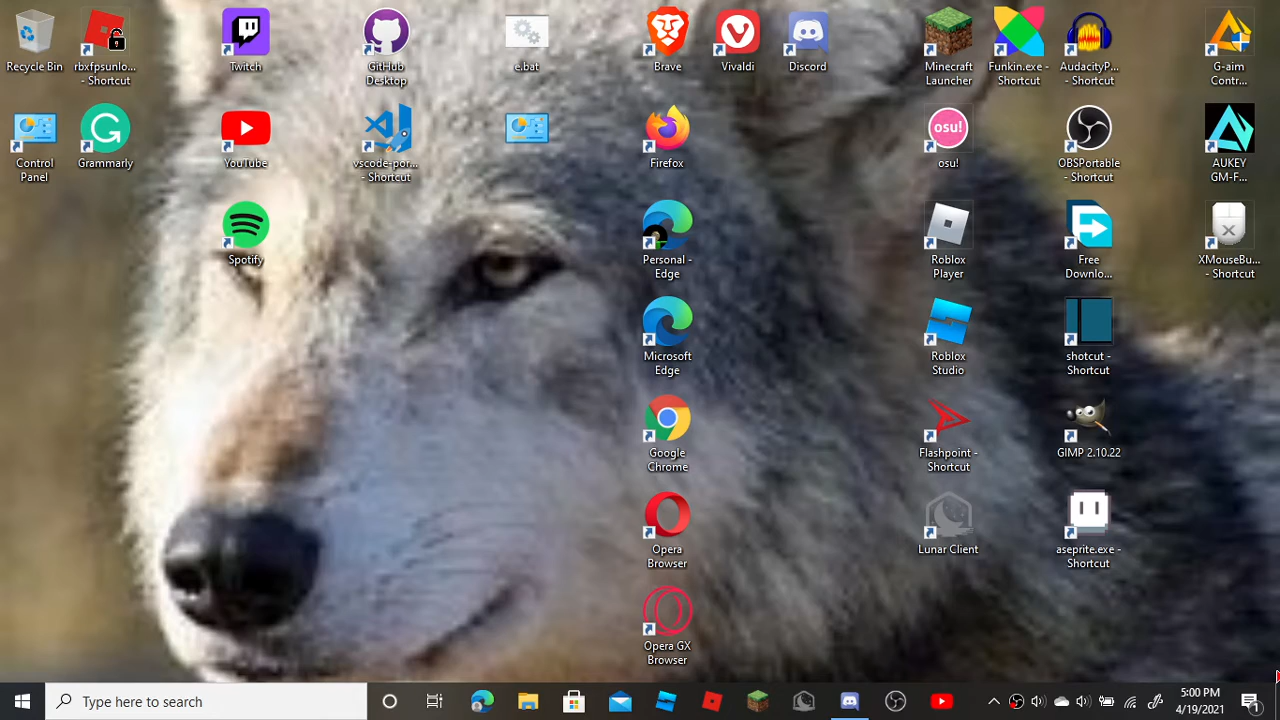 Recycle Bin
rbxfpsunlo...
- Shortcut
Twitch
GitHub
Desktop
e.bat
Brave
Vivaldi
Discord
Minecraft
Launcher
Funkin.exe -
Shortcut
AudacityP...
- Shortcut
G-aim
Contr...
Control
Panel
Grammarly
YouTube
vscode-por...
- Shortcut
Firefox
osu!
osu!
OBSPortable
- Shortcut
AUKEY
GM-F...
Spotify
Personal -
Edge
Roblox
Player
Free
Downlo...
XMouseBu...
- Shortcut
Microsoft
Edge
Roblox
Studio
shotcut -
Shortcut
Google
Chrome
Flashpoint -
Shortcut
GIMP 2.10.22
Opera
Browser
Lunar Client
aseprite.exe -
Shortcut
Opera GX
Browser
Type here to search
5:00 PM
4/19/2021
1